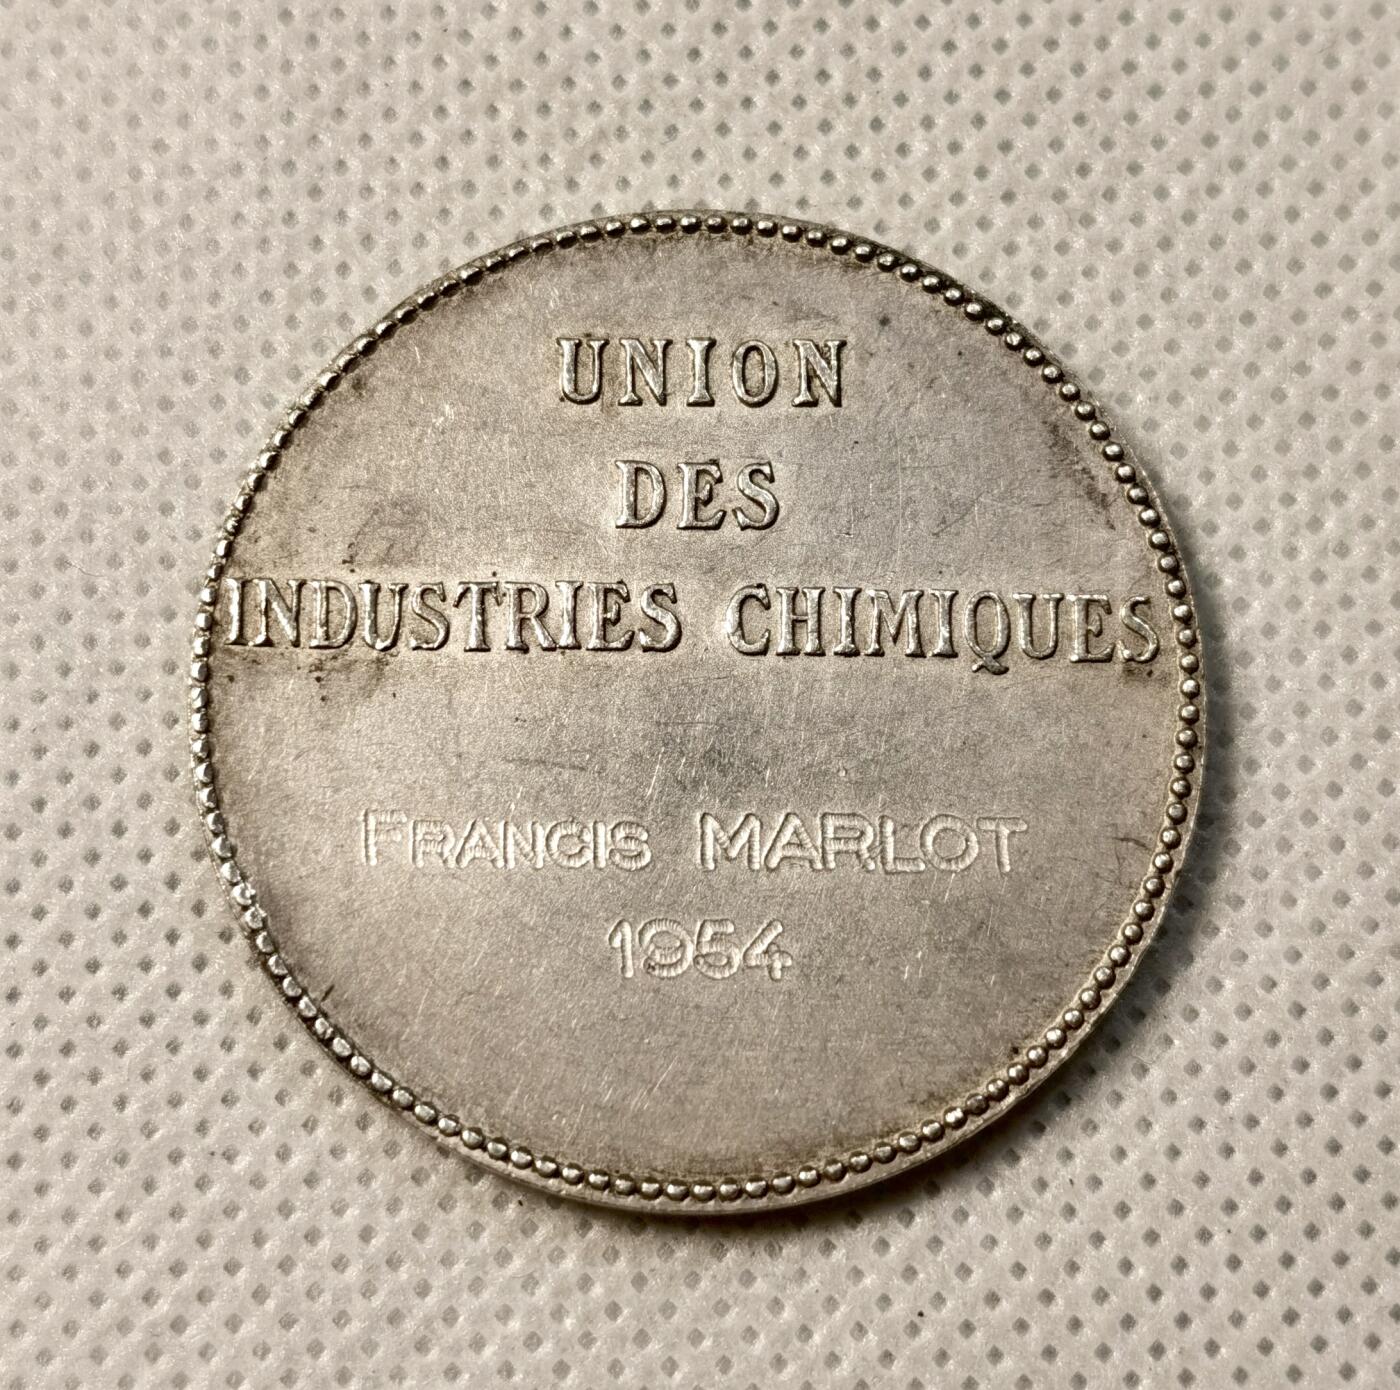 UNION
DES
INDUSTRIES CHIMIQUES
FRANCIS MARLOT
1954